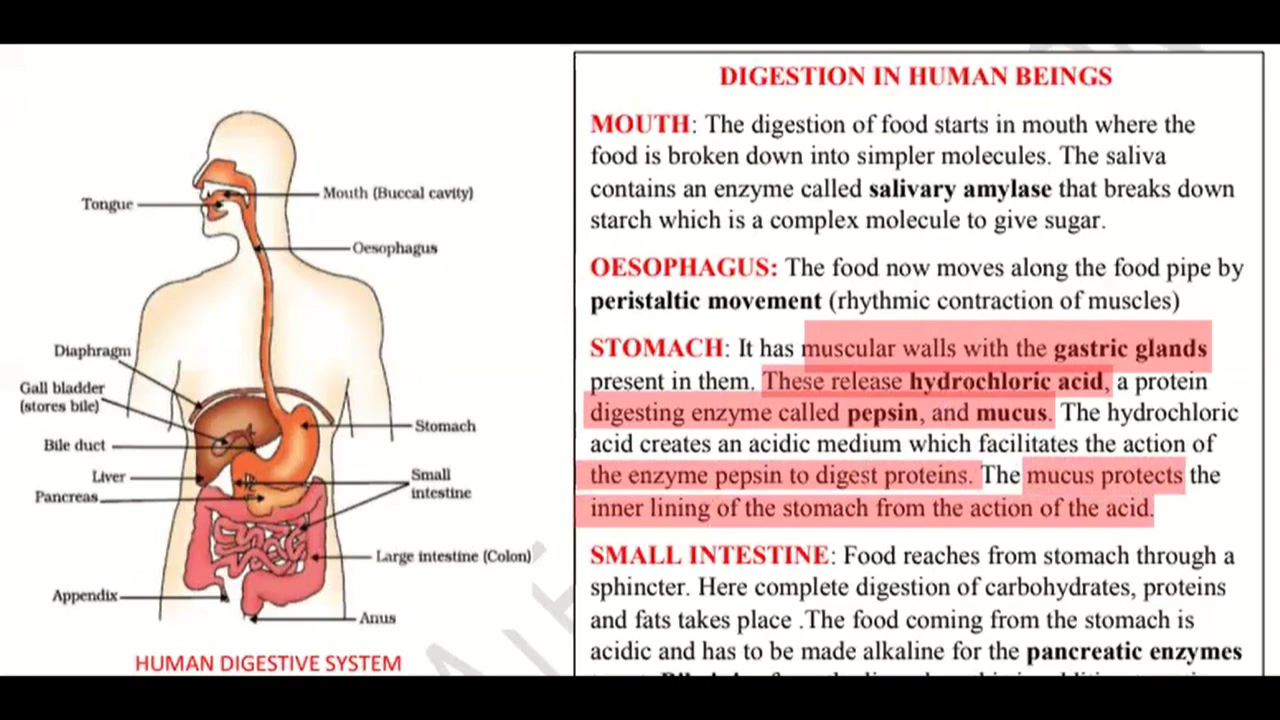 Tongue
Mouth (Buccal cavity)
Oesophagus
Diaphragm
Gall bladder
(stores bile)
Bile duct
Liver
Pancreas
Stomach
Small
intestine
Large intestine (Colon)
Appendix
Anus
HUMAN DIGESTIVE SYSTEM
DIGESTION IN HUMAN BEINGS
MOUTH: The digestion of food starts in mouth where the
food is broken down into simpler molecules. The saliva
contains an enzyme called salivary amylase that breaks down
starch which is a complex molecule to give sugar.
OESOPHAGUS: The food now moves along the food pipe by
peristaltic movement (rhythmic contraction of muscles)
STOMACH: It has muscular walls with the gastric glands
present in them. These release hydrochloric acid, a protein
digesting enzyme called pepsin, and mucus. The hydrochloric
acid creates an acidic medium which facilitates the action of
the enzyme pepsin to digest proteins. The mucus protects the
inner lining of the stomach from the action of the acid.
SMALL INTESTINE: Food reaches from stomach through a
sphincter. Here complete digestion of carbohydrates, proteins
and fats takes place .The food coming from the stomach is
acidic and has to be made alkaline for the pancreatic enzymes